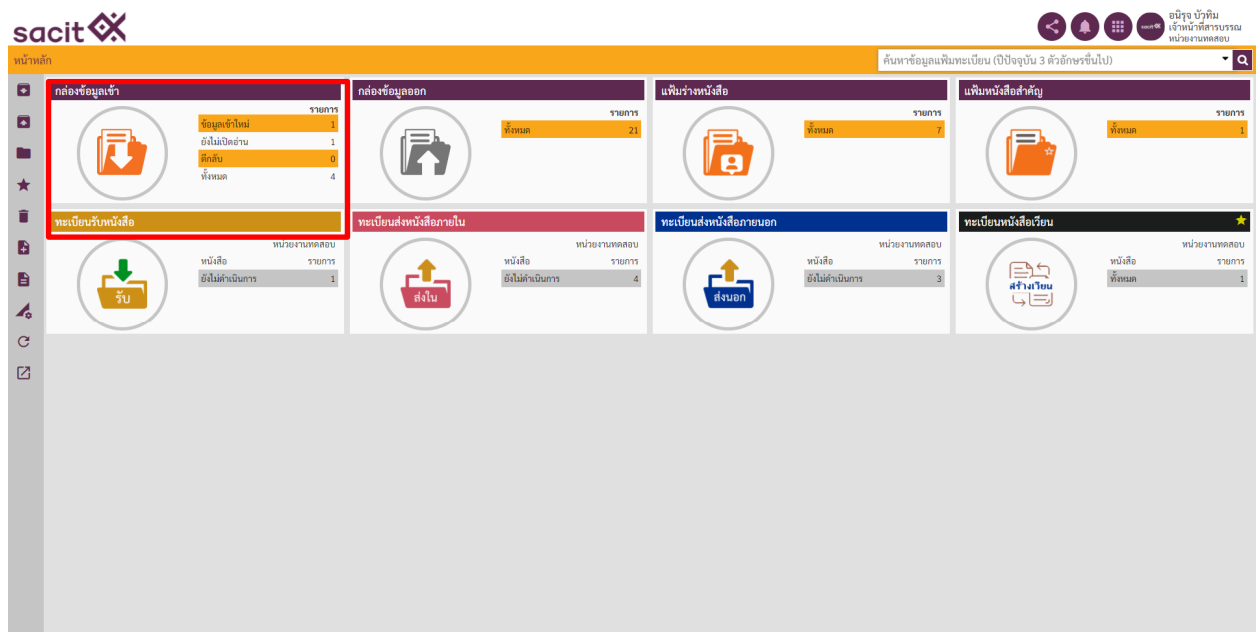 sacit
อนิรุจ บัวทิม
เจ้าหน้าที่สารบรรณ
หน่วยงานทดสอบ
หน้าหลัก
ค้นหาข้อมูลแฟ้มทะเบียน (ปีปัจจุบัน 3 ตัวอักษรขึ้นไป)
กล่องข้อมูลเข้า
รายการ
ข้อมูลเข้าใหม่ 1
ยังไม่เปิดอ่าน 1
ตีกลับ 0
ทั้งหมด 4
กล่องข้อมูลออก
รายการ
ทั้งหมด 21
แฟ้มร่างหนังสือ
รายการ
ทั้งหมด 7
แฟ้มหนังสือสำคัญ
รายการ
ทั้งหมด 1
ทะเบียนรับหนังสือ
หน่วยงานทดสอบ
หนังสือ รายการ
ยังไม่ดำเนินการ 1
รับ
ทะเบียนส่งหนังสือภายใน
หน่วยงานทดสอบ
หนังสือ รายการ
ยังไม่ดำเนินการ 4
ส่งใน
ทะเบียนส่งหนังสือภายนอก
หน่วยงานทดสอบ
หนังสือ รายการ
ยังไม่ดำเนินการ 3
ส่งนอก
ทะเบียนหนังสือเวียน
หน่วยงานทดสอบ
หนังสือ รายการ
ทั้งหมด 1
สร้างเวียน